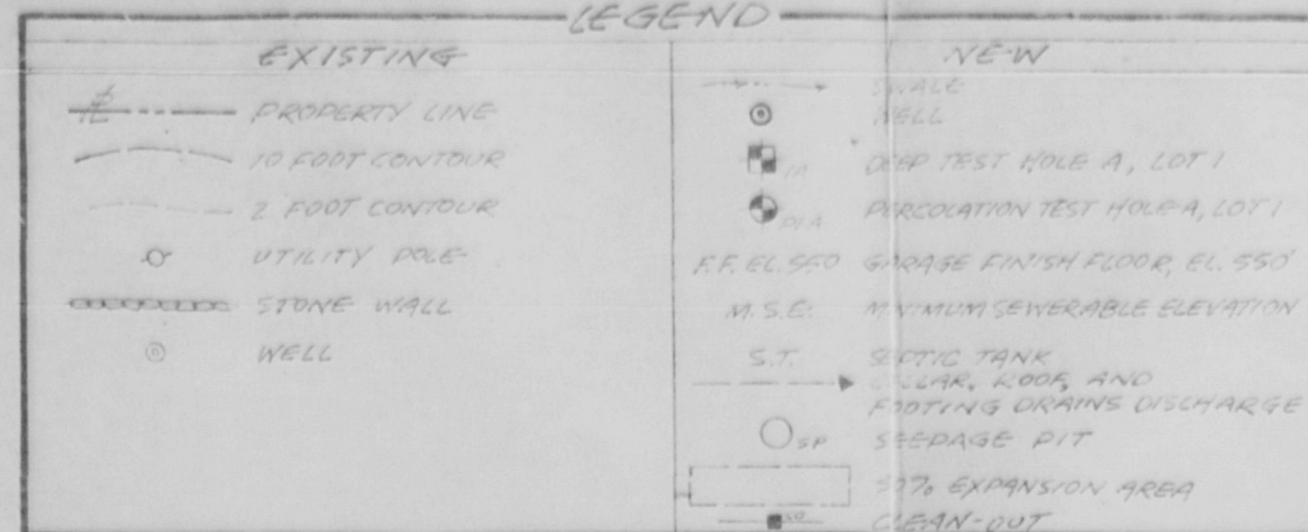 LEGEND
EXISTING
PROPERTY LINE
10 FOOT CONTOUR
2 FOOT CONTOUR
UTILITY POLE
STONE WALL
WELL
NEW
SWALE
WELL
1A DEEP TEST HOLE A, LOT 1
P1A PERCOLATION TEST HOLE A, LOT 1
F.F. EL. 550 GARAGE FINISH FLOOR, EL. 550'
M.S.E. MINIMUM SEWERABLE ELEVATION
S.T. SEPTIC TANK
CELLAR, ROOF, AND
FOOTING DRAINS DISCHARGE
SP SEEPAGE PIT
EXPANSION AREA
CLEAN-OUT